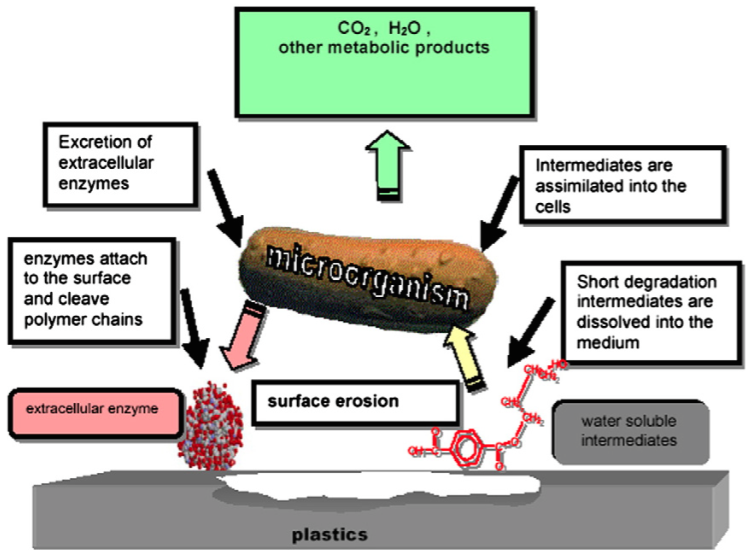 CO₂ , H₂O ,
other metabolic products
Excretion of
extracellular
enzymes
Intermediates are
assimilated into the
cells
microorganism
enzymes attach
to the surface
and cleave
polymer chains
Short degradation
intermediates are
dissolved into the
medium
extracellular enzyme
surface erosion
water soluble
intermediates
plastics